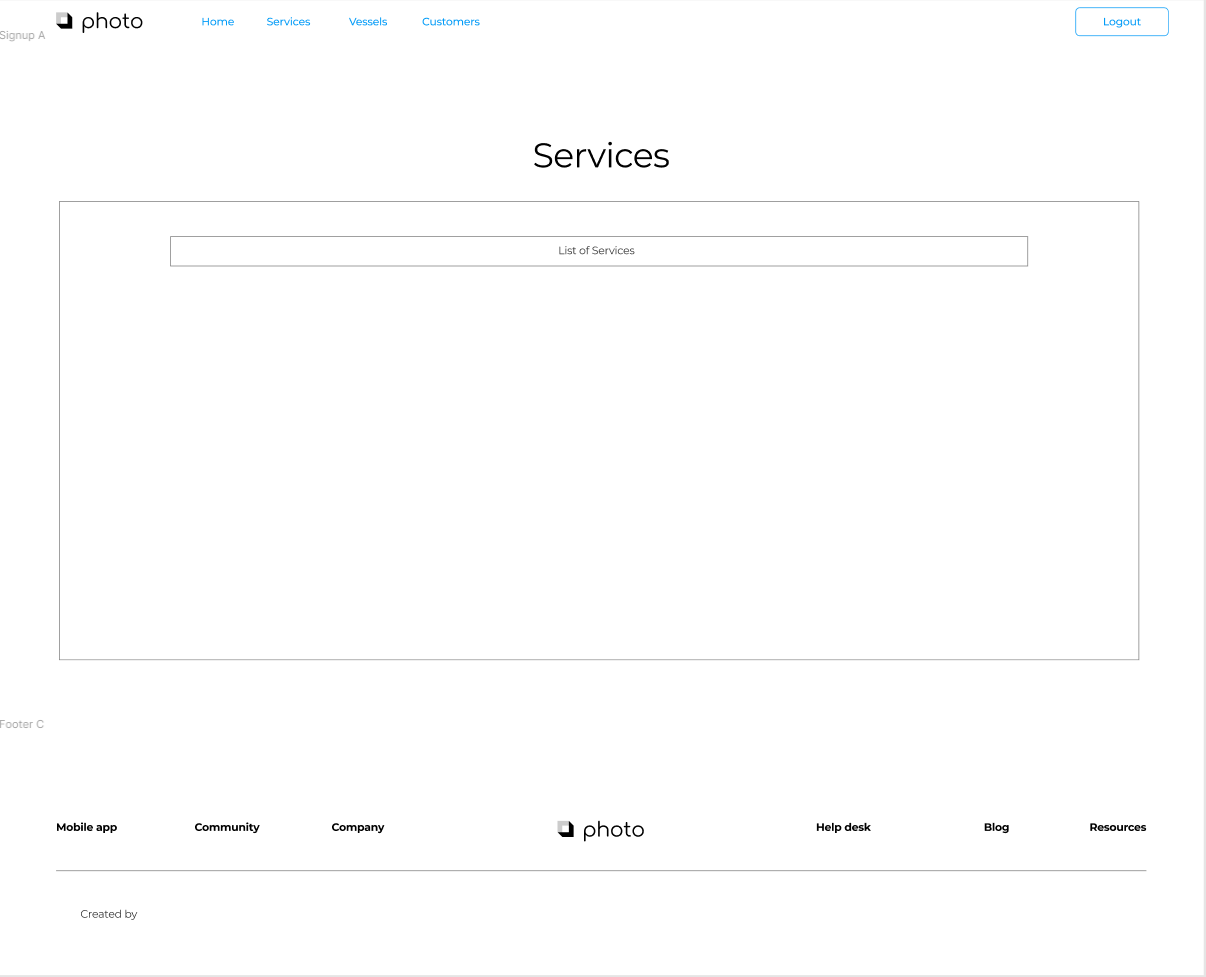 photo Home Services Vessels Customers Logout
Signup A
Services
List of Services
Footer C
Mobile app Community Company photo Help desk Blog Resources
Created by